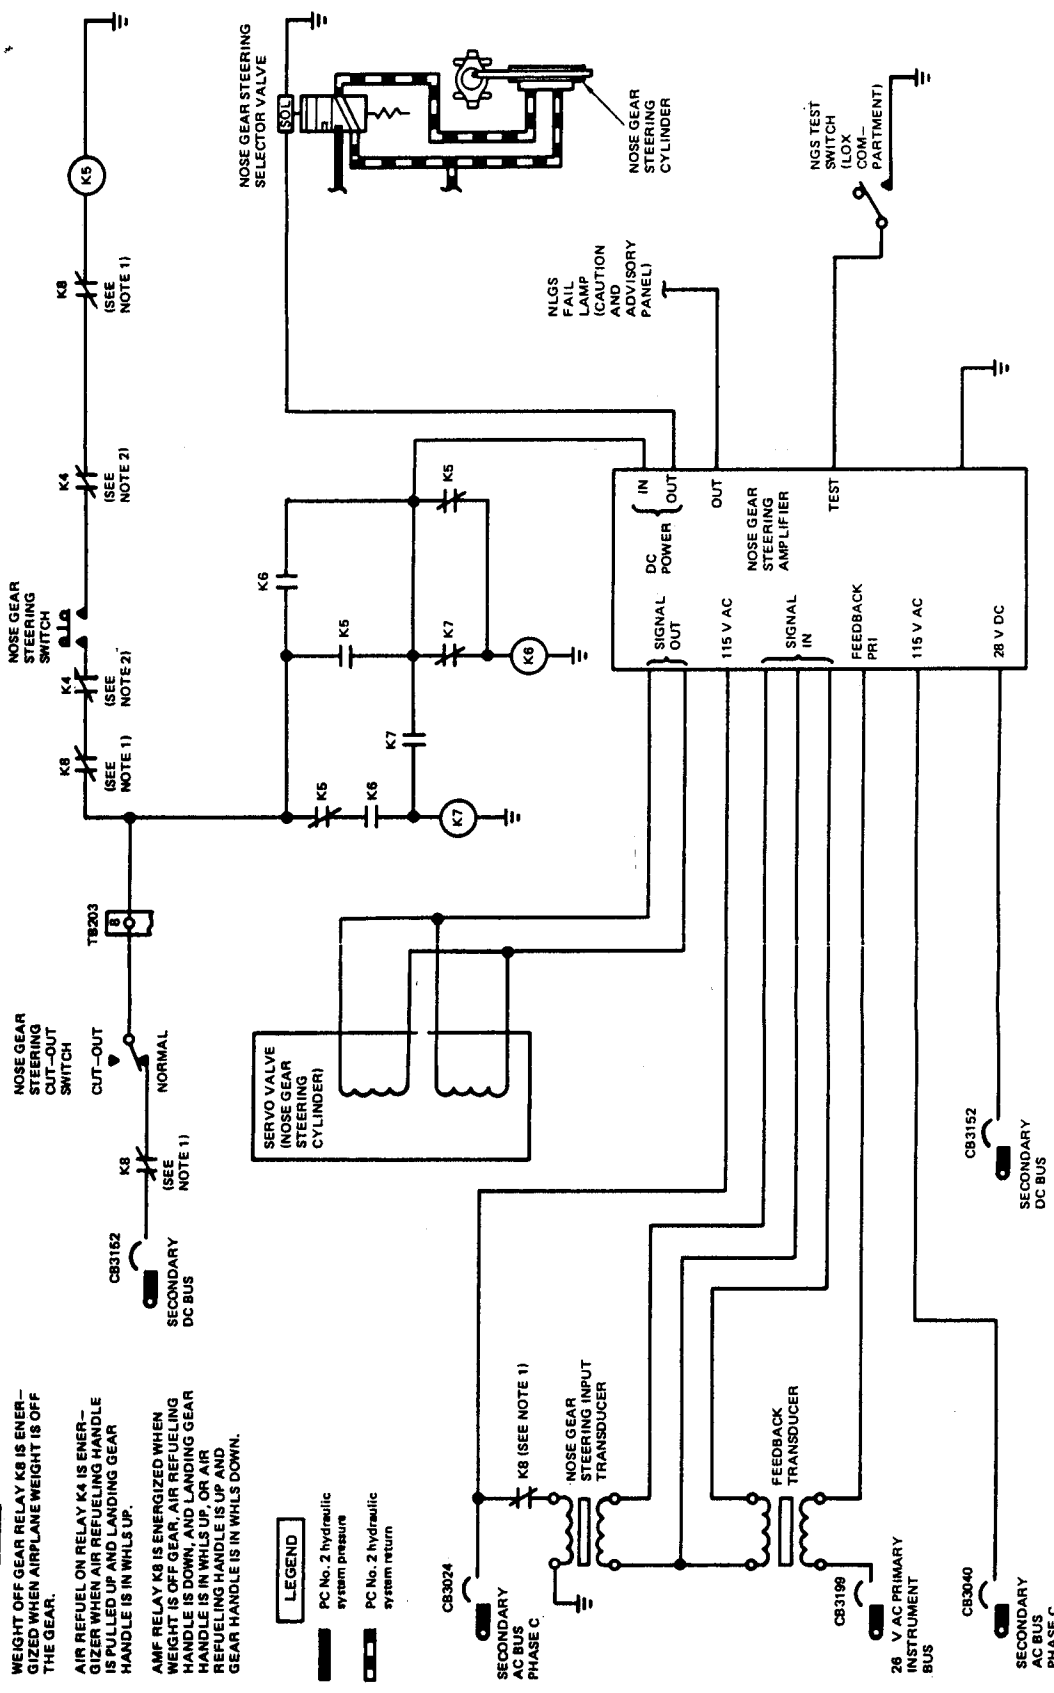 WEIGHT OFF GEAR RELAY K8 IS ENER-
GIZED WHEN AIRPLANE WEIGHT IS OFF
THE GEAR.
AIR REFUEL ON RELAY K4 IS ENER-
GIZER WHEN AIR REFUELING HANDLE
IS PULLED UP AND LANDING GEAR
HANDLE IS IN WHLS UP.
AMF RELAY K8 IS ENERGIZED WHEN
WEIGHT IS OFF GEAR, AIR REFUELING
HANDLE IS DOWN, AND LANDING GEAR
HANDLE IS IN WHLS UP, OR AIR
REFUELING HANDLE IS UP AND
GEAR HANDLE IS IN WHLS DOWN.
LEGEND
PC No. 2 hydraulic
system pressure
PC No. 2 hydraulic
system return
CB3152
SECONDARY
DC BUS
K8
(SEE
NOTE 1)
NOSE GEAR
STEERING
CUT-OUT
SWITCH
CUT-OUT
NORMAL
TB203
8
K8
(SEE
NOTE 1)
K4
(SEE
NOTE 2)
NOSE GEAR
STEERING
SWITCH
K4
(SEE
NOTE 2)
K8
(SEE
NOTE 1)
K5
K5
K6
K7
K7
K5
K6
K7
K6
K5
NOSE GEAR STEERING
SELECTOR VALVE
SOL
NOSE GEAR
STEERING
CYLINDER
SERVO VALVE
(NOSE GEAR
STEERING
CYLINDER)
NLGS
FAIL
LAMP
(CAUTION
AND
ADVISORY
PANEL)
NGS TEST
SWITCH
(LOX
COM-
PARTMENT)
SIGNAL
OUT
115 V AC
SIGNAL
IN
FEEDBACK
PRI
115 V AC
28 V DC
DC
POWER
IN
OUT
OUT
NOSE GEAR
STEERING
AMPLIFIER
TEST
CB3024
SECONDARY
AC BUS
PHASE C
K8 (SEE NOTE 1)
NOSE GEAR
STEERING INPUT
TRANSDUCER
FEEDBACK
TRANSDUCER
CB3199
26 V AC PRIMARY
INSTRUMENT
BUS
CB3040
SECONDARY
AC BUS
PHASE C
CB3152
SECONDARY
DC BUS